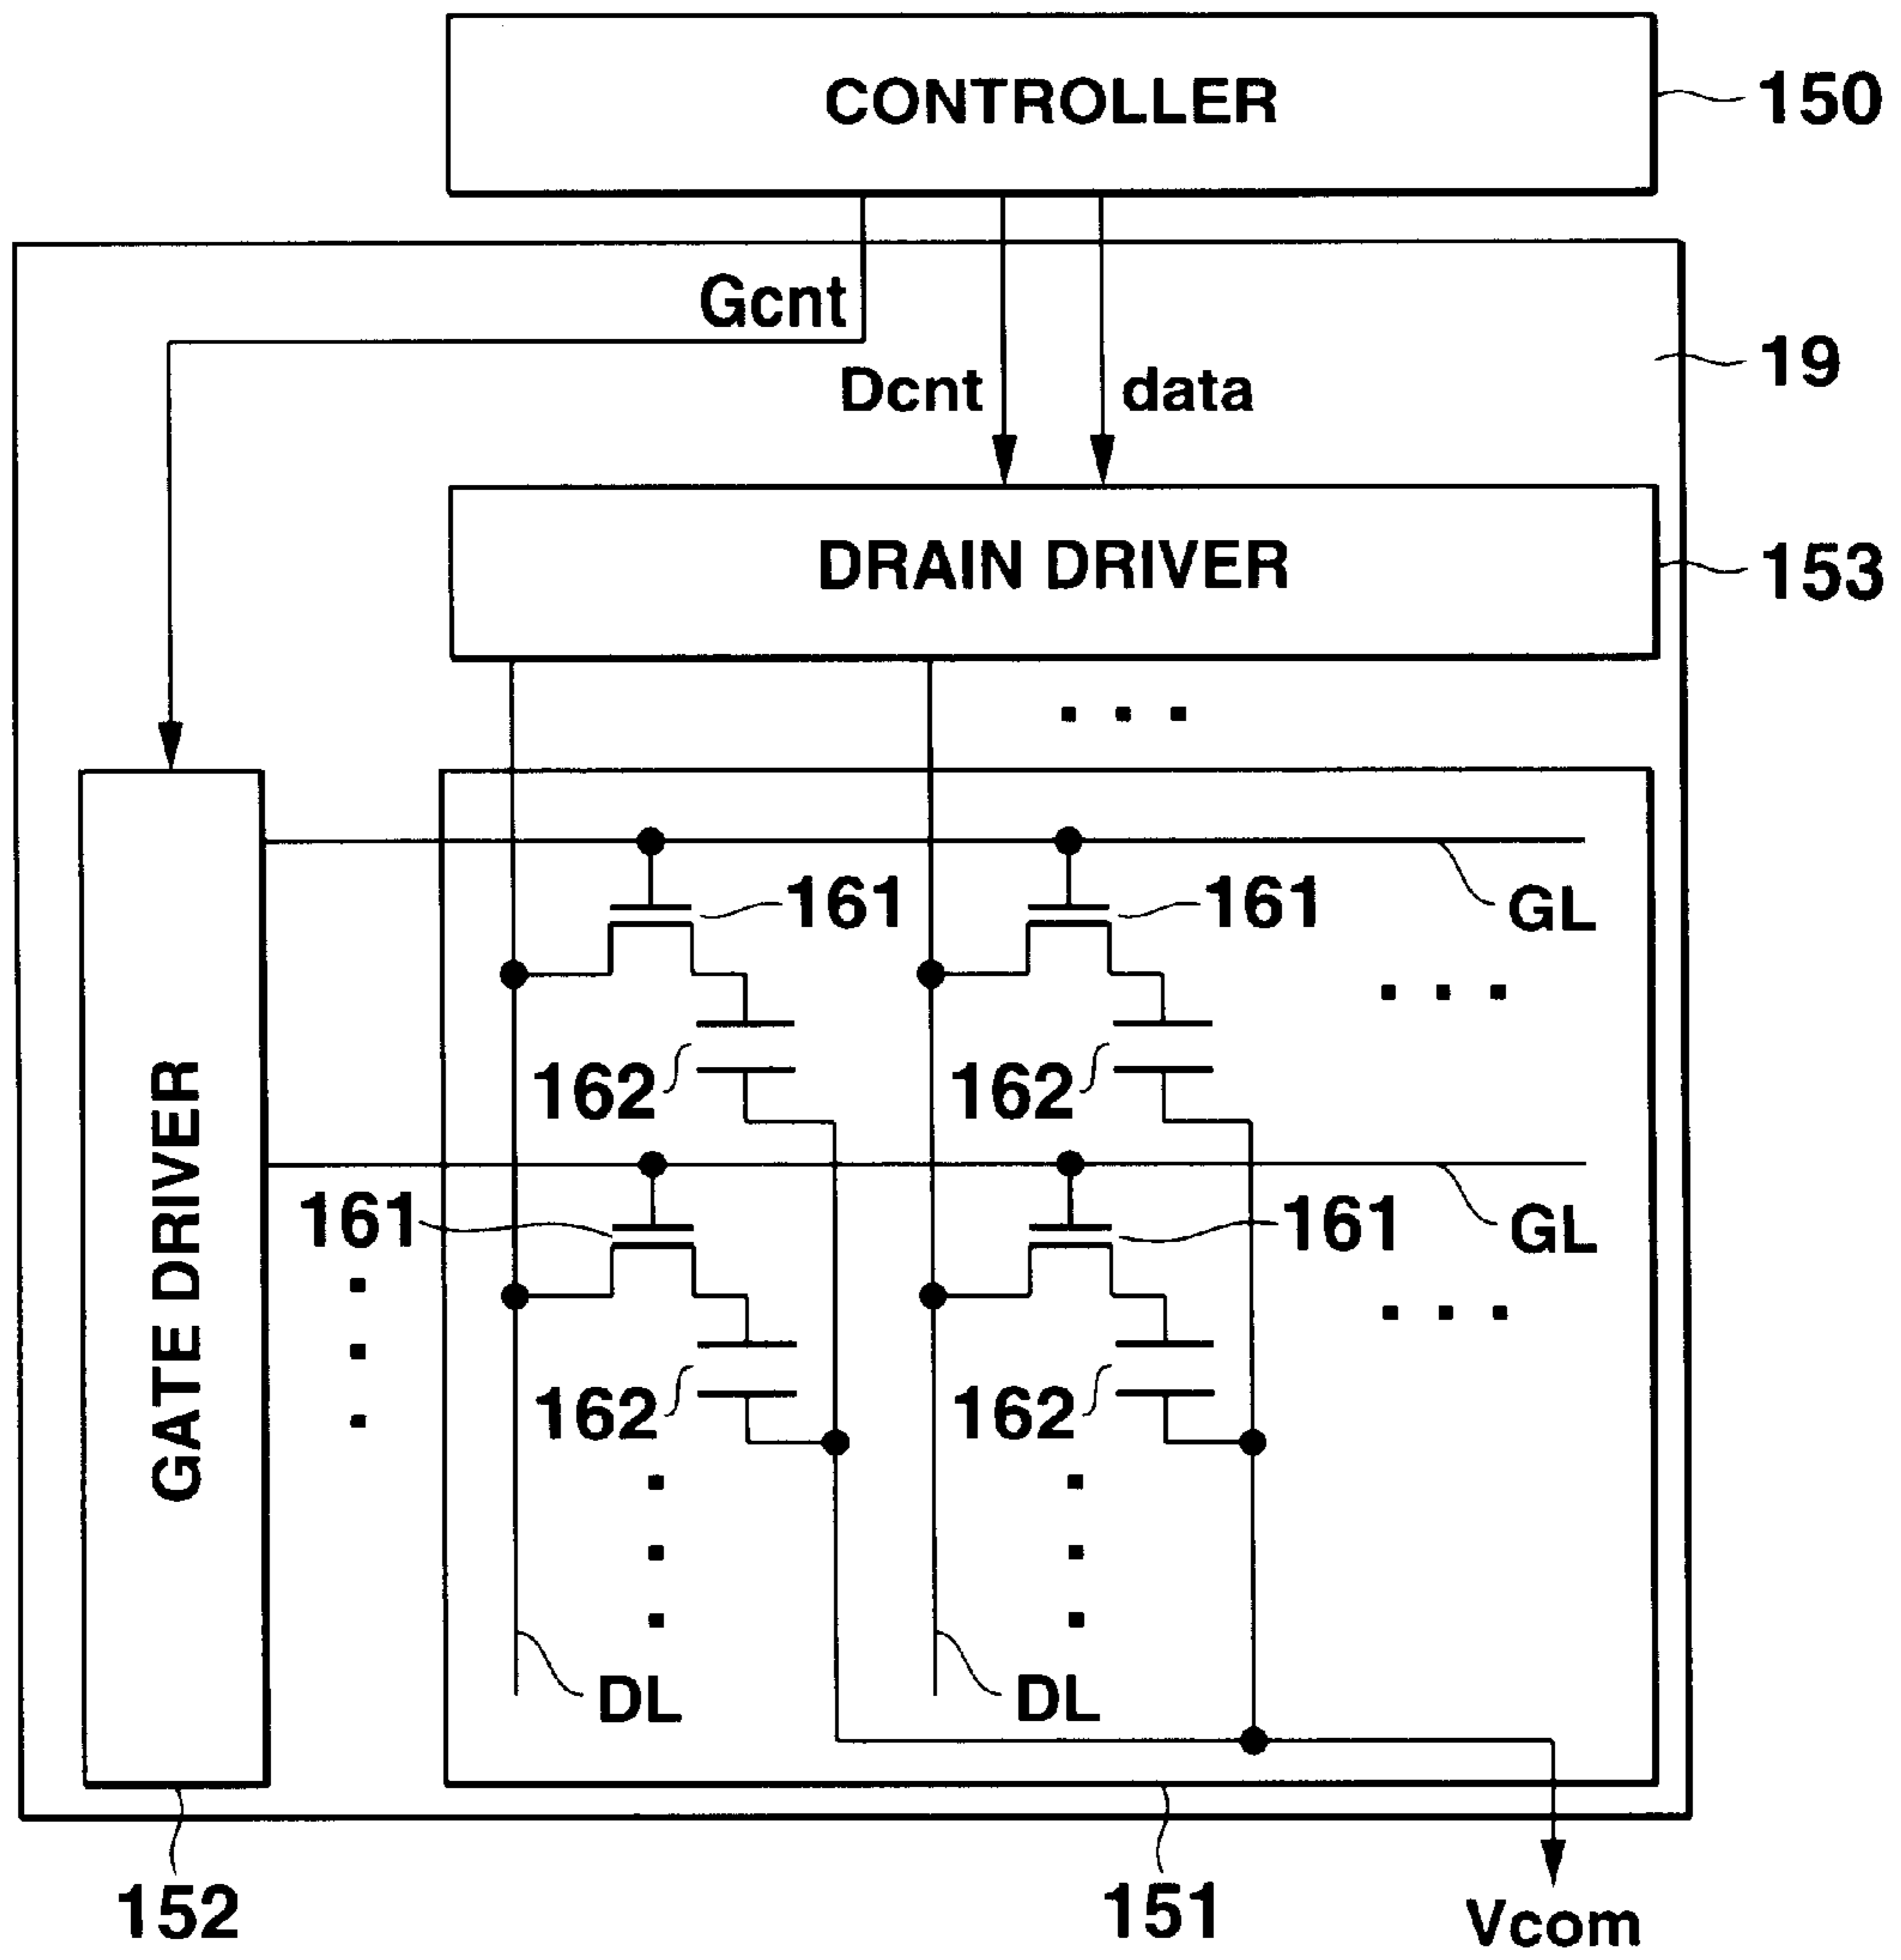 CONTROLLER
150
Gcnt
19
Dcnt
data
DRAIN DRIVER
153
161
161
GL
162
162
GATE DRIVER
161
161
GL
162
162
DL
DL
152
151
Vcom